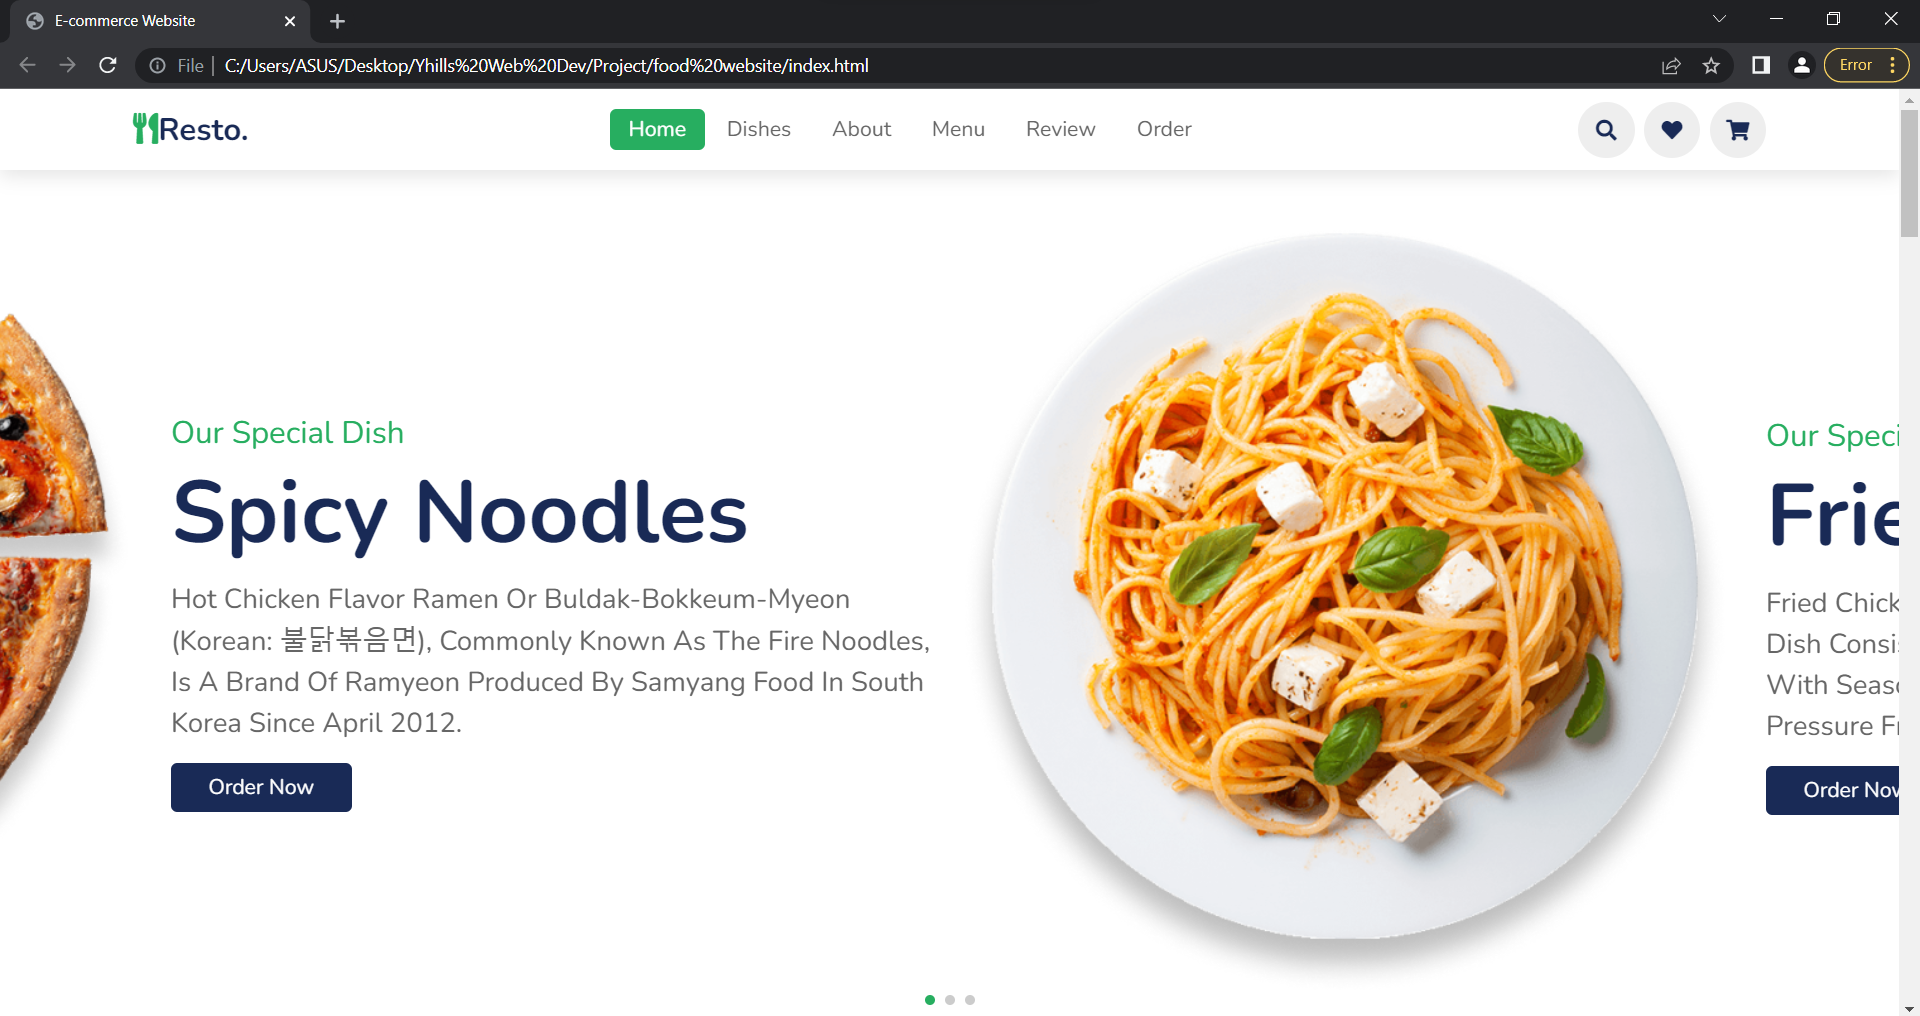 E-commerce Website
File
C:/Users/ASUS/Desktop/Yhills%20Web%20Dev/Project/food%20website/index.html
Error
Resto.
Home Dishes About Menu Review Order
Our Special Dish
Spicy Noodles
Hot Chicken Flavor Ramen Or Buldak-Bokkeum-Myeon
(Korean: 불닭볶음면), Commonly Known As The Fire Noodles,
Is A Brand Of Ramyeon Produced By Samyang Food In South
Korea Since April 2012.
Order Now
Our Speci
Frie
Fried Chick
Dish Consis
With Seaso
Pressure Fr
Order Now